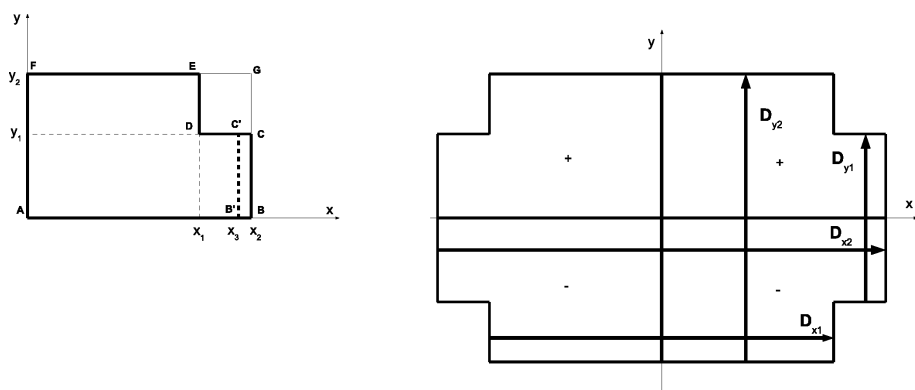 y
F E G
y2
D C' C
y1
A B' B
x
x1 x3 x2
y
Dy2
+ + Dy1
x
Dx2
- -
Dx1